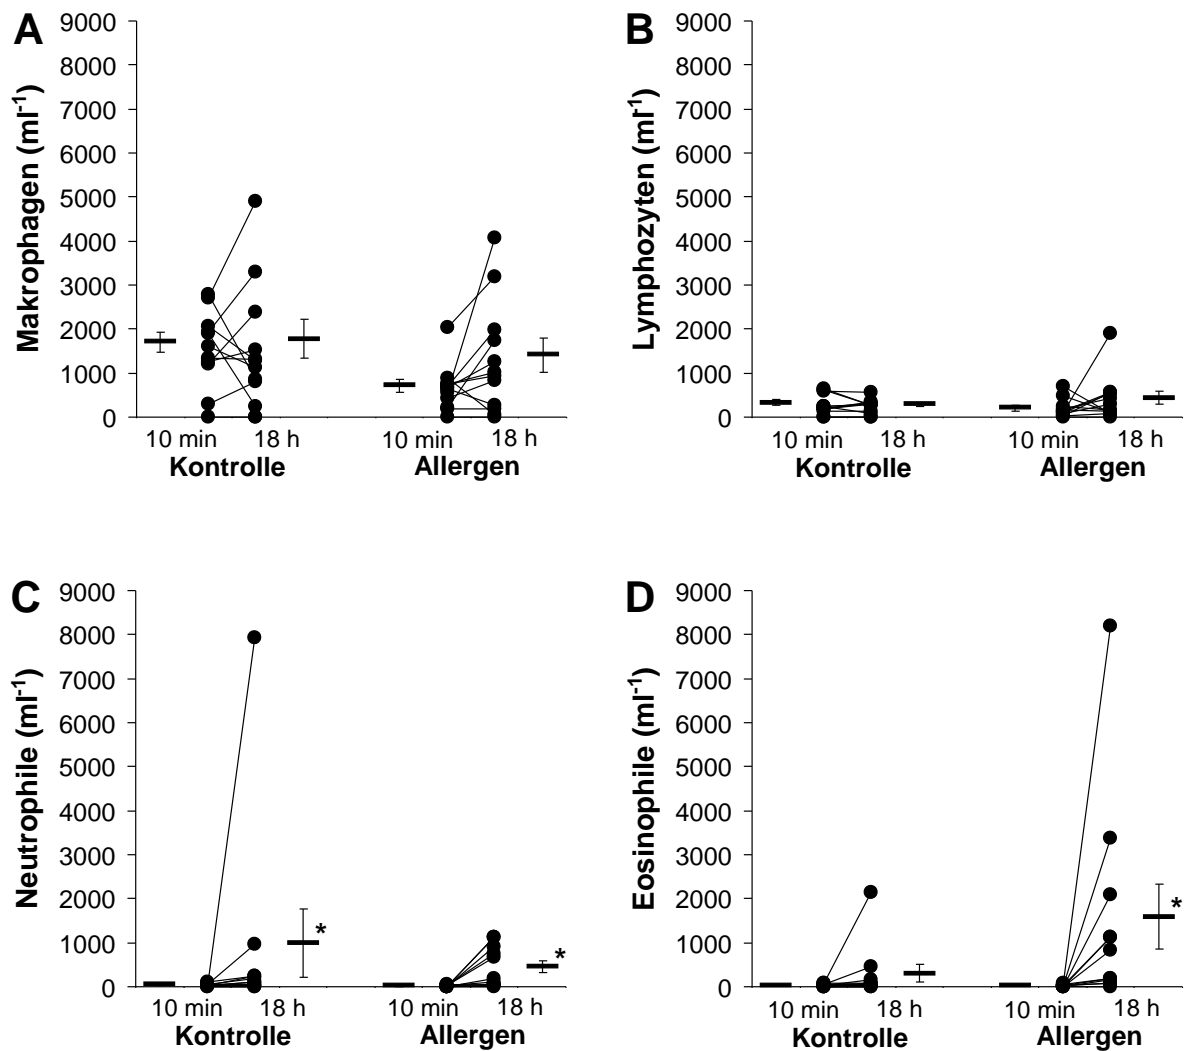 A
Makrophagen (ml-1)
9000
8000
7000
6000
5000
4000
3000
2000
1000
0
10 min 18 h 10 min 18 h
Kontrolle Allergen
B
Lymphozyten (ml-1)
9000
8000
7000
6000
5000
4000
3000
2000
1000
0
10 min 18 h 10 min 18 h
Kontrolle Allergen
C
Neutrophile (ml-1)
9000
8000
7000
6000
5000
4000
3000
2000
1000
0
* *
10 min 18 h 10 min 18 h
Kontrolle Allergen
D
Eosinophile (ml-1)
9000
8000
7000
6000
5000
4000
3000
2000
1000
0
*
10 min 18 h 10 min 18 h
Kontrolle Allergen